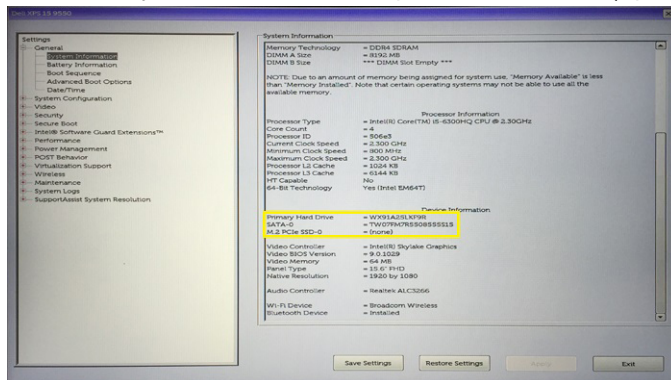 Dell XPS 15 9550
Settings
General
System Information
Battery Information
Boot Sequence
Advanced Boot Options
Date/Time
System Configuration
Video
Security
Secure Boot
Intel® Software Guard Extensions™
Performance
Power Management
POST Behavior
Virtualization Support
Wireless
Maintenance
System Logs
SupportAssist System Resolution
System Information
Memory Technology = DDR4 SDRAM
DIMM A Size = 8192 MB
DIMM B Size *** DIMM Slot Empty ***
NOTE: Due to an amount of memory being assigned for system use, "Memory Available" is less
than "Memory Installed". Note that certain operating systems may not be able to use all the
available memory.
Processor Information
Processor Type = Intel(R) Core(TM) i5-6300HQ CPU @ 2.30GHz
Core Count = 4
Processor ID = 506e3
Current Clock Speed = 2.300 GHz
Minimum Clock Speed = 800 MHz
Maximum Clock Speed = 2.300 GHz
Processor L2 Cache = 1024 KB
Processor L3 Cache = 6144 KB
HT Capable No
64-Bit Technology Yes (Intel EM64T)
Device Information
Primary Hard Drive = WX91A25LKF9R
SATA-0 = TW07FM7R5508555515
M.2 PCIe SSD-0 = (none)
Video Controller = Intel(R) Skylake Graphics
Video BIOS Version = 9.0.1029
Video Memory = 64 MB
Panel Type = 15.6" FHD
Native Resolution = 1920 by 1080
Audio Controller = Realtek ALC3266
Wi-Fi Device = Broadcom Wireless
Bluetooth Device = Installed
Save Settings
Restore Settings
Apply
Exit